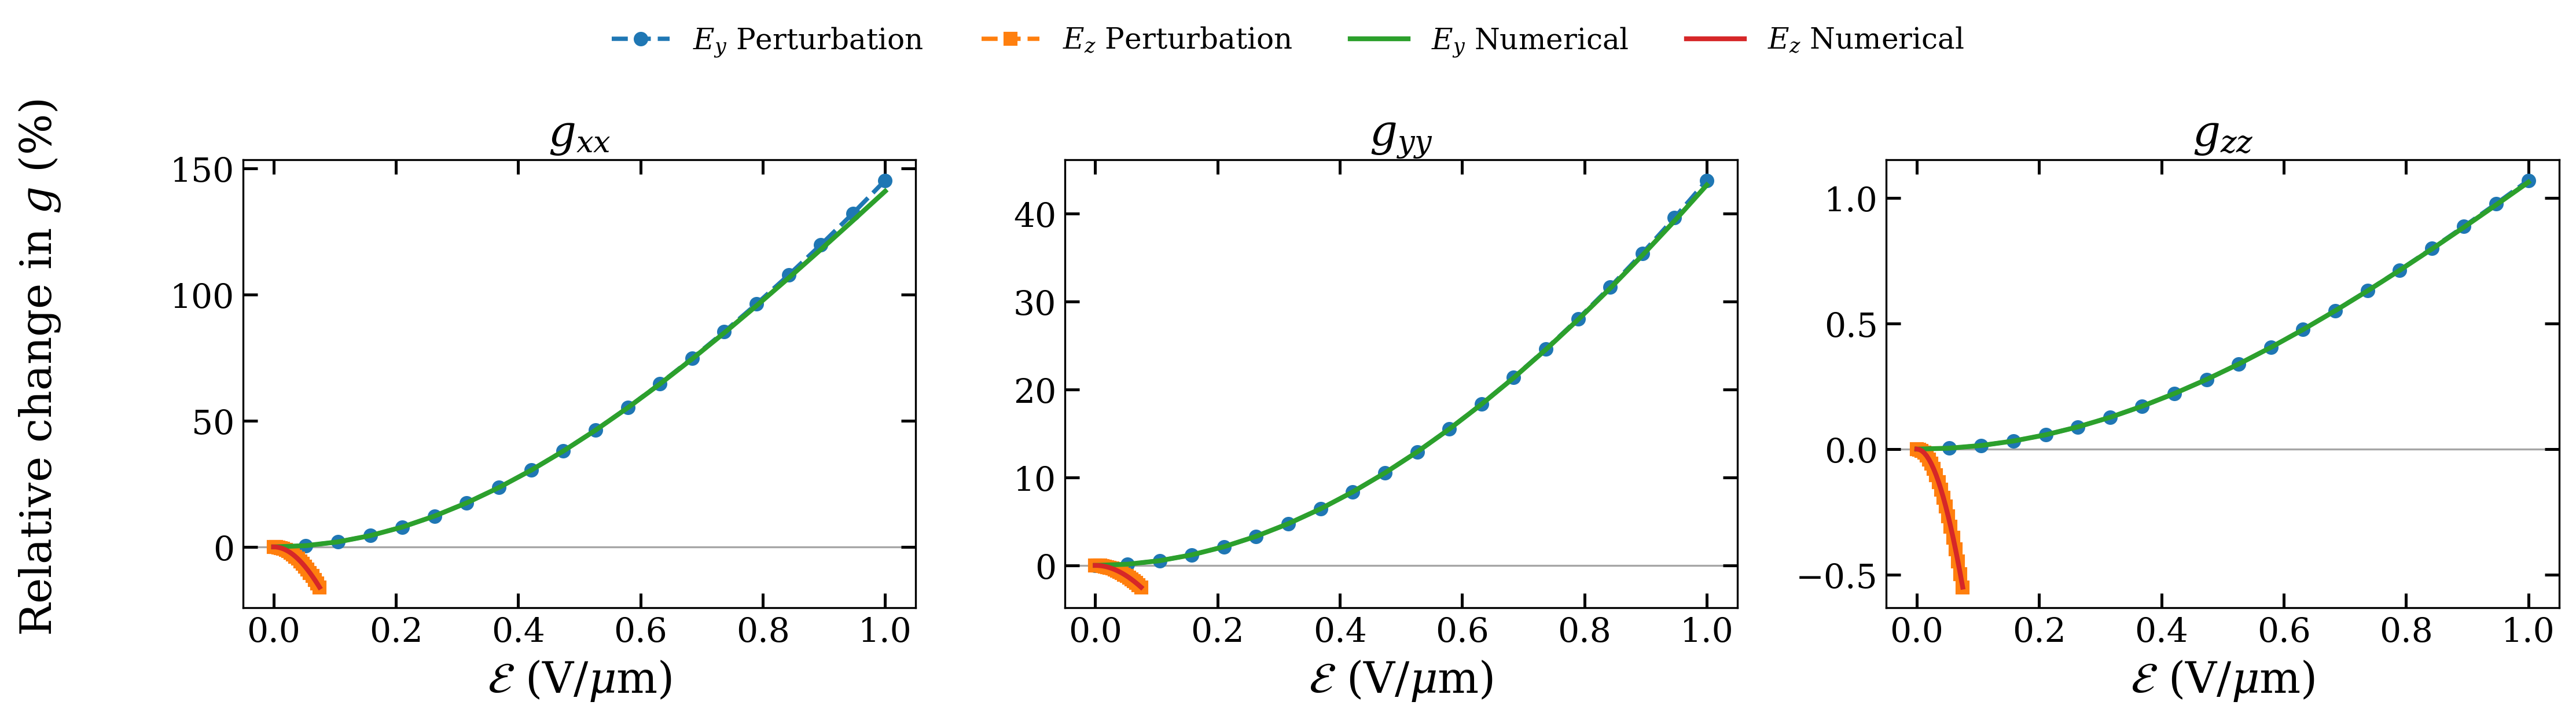 E_y Perturbation E_z Perturbation E_y Numerical E_z Numerical
Relative change in g (%)
g_xx
150
100
50
0
0.0 0.2 0.4 0.6 0.8 1.0
ℰ (V/μm)
g_yy
40
30
20
10
0
0.0 0.2 0.4 0.6 0.8 1.0
ℰ (V/μm)
g_zz
1.0
0.5
0.0
−0.5
0.0 0.2 0.4 0.6 0.8 1.0
ℰ (V/μm)